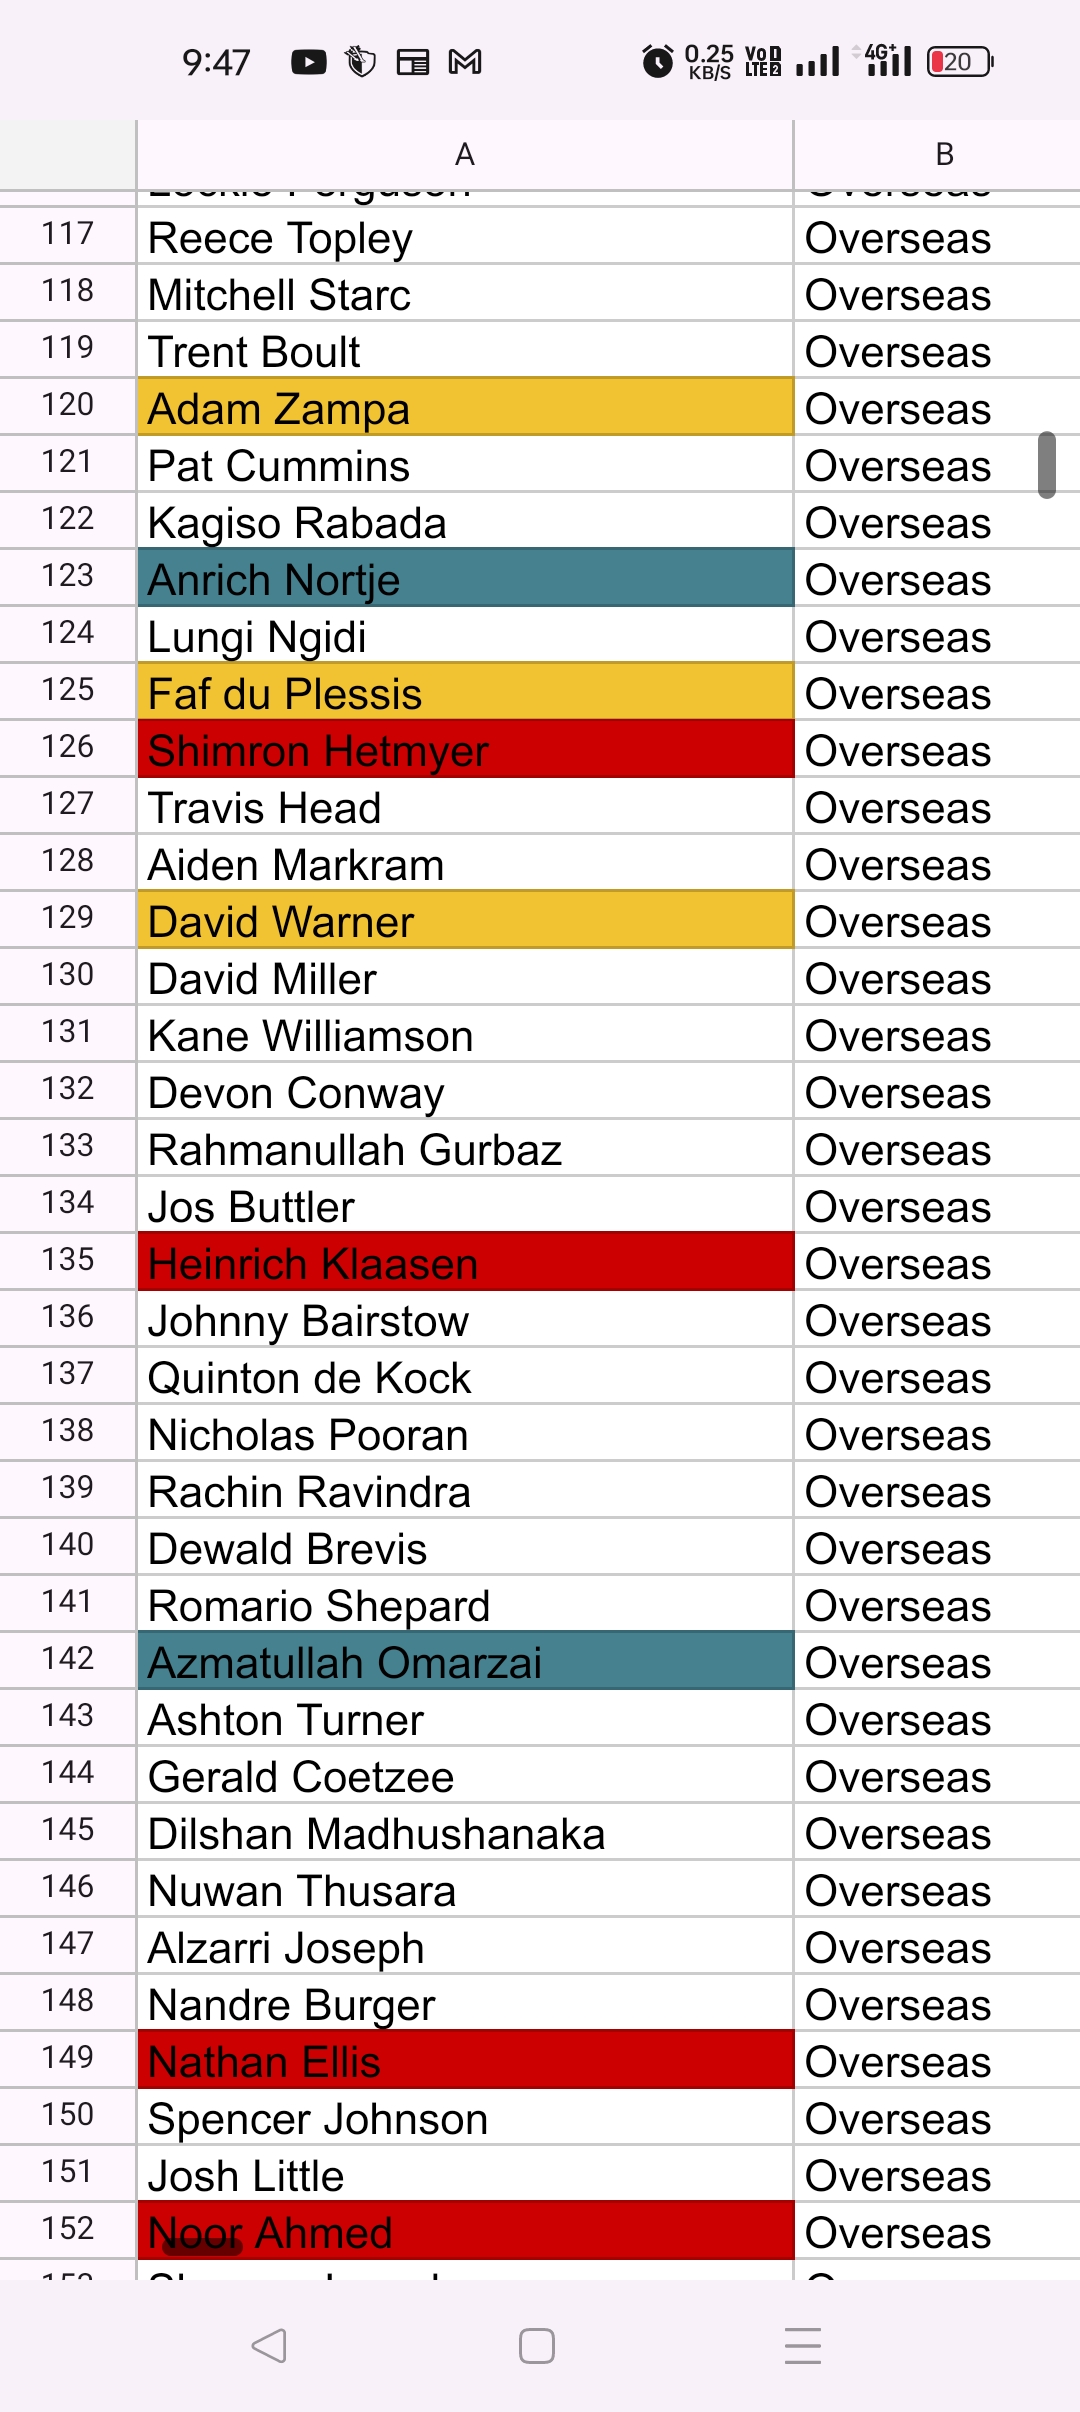 9:47 0.25 KB/S VoLTE 2 4G+ 20
A B
117 Reece Topley Overseas
118 Mitchell Starc Overseas
119 Trent Boult Overseas
120 Adam Zampa Overseas
121 Pat Cummins Overseas
122 Kagiso Rabada Overseas
123 Anrich Nortje Overseas
124 Lungi Ngidi Overseas
125 Faf du Plessis Overseas
126 Shimron Hetmyer Overseas
127 Travis Head Overseas
128 Aiden Markram Overseas
129 David Warner Overseas
130 David Miller Overseas
131 Kane Williamson Overseas
132 Devon Conway Overseas
133 Rahmanullah Gurbaz Overseas
134 Jos Buttler Overseas
135 Heinrich Klaasen Overseas
136 Johnny Bairstow Overseas
137 Quinton de Kock Overseas
138 Nicholas Pooran Overseas
139 Rachin Ravindra Overseas
140 Dewald Brevis Overseas
141 Romario Shepard Overseas
142 Azmatullah Omarzai Overseas
143 Ashton Turner Overseas
144 Gerald Coetzee Overseas
145 Dilshan Madhushanaka Overseas
146 Nuwan Thusara Overseas
147 Alzarri Joseph Overseas
148 Nandre Burger Overseas
149 Nathan Ellis Overseas
150 Spencer Johnson Overseas
151 Josh Little Overseas
152 Noor Ahmed Overseas